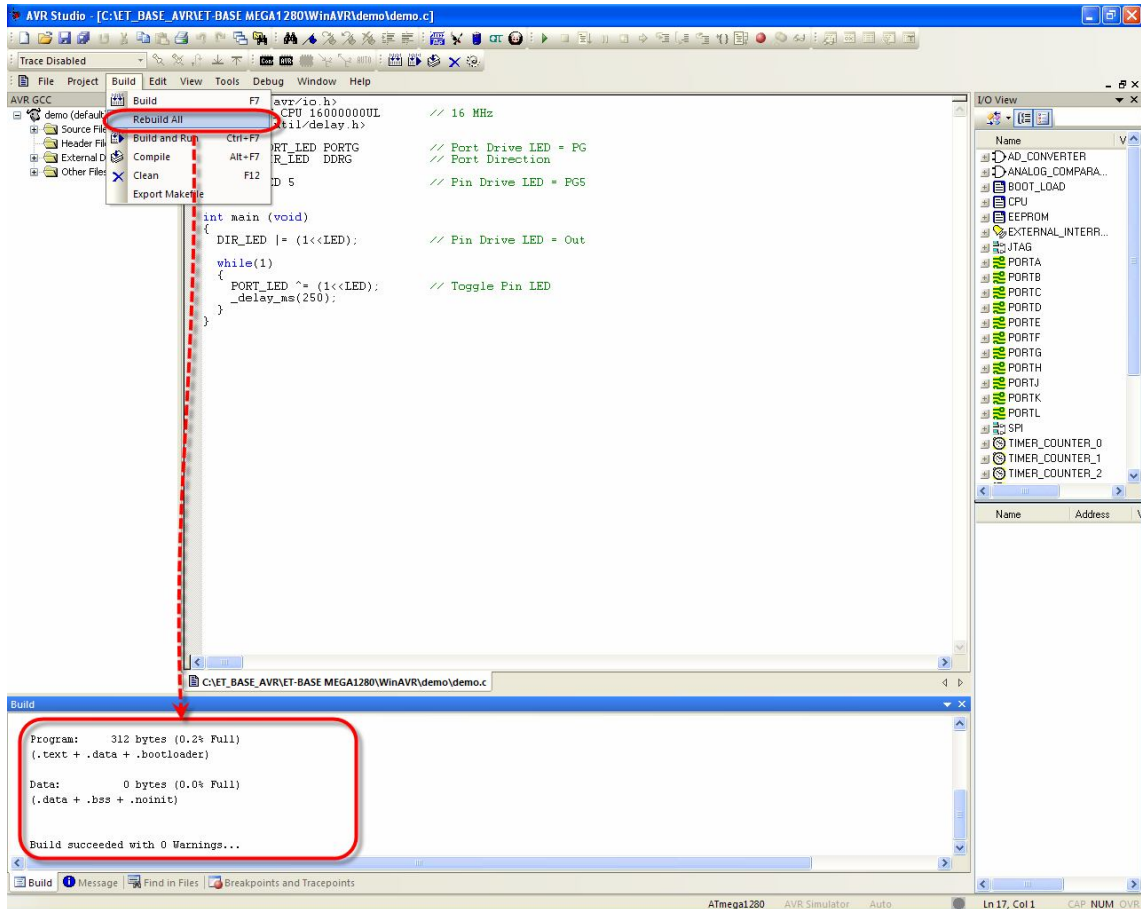 AVR Studio - [C:\ET_BASE_AVR\ET-BASE MEGA1280\WinAVR\demo\demo.c]
Trace Disabled
File Project Build Edit View Tools Debug Window Help
AVR GCC
demo (default
Source File
Header Fil
External D
Other Files
Build F7
Rebuild All
Build and Run Ctrl+F7
Compile Alt+F7
Clean F12
Export Makefile
avr/io.h>
CPU 16000000UL // 16 MHz
til/delay.h>
RT_LED PORTG // Port Drive LED = PG
R_LED DDRG // Port Direction
D 5 // Pin Drive LED = PG5
int main (void)
{
DIR_LED |= (1<<LED); // Pin Drive LED = Out
while(1)
{
PORT_LED ^= (1<<LED); // Toggle Pin LED
_delay_ms(250);
}
}
C:\ET_BASE_AVR\ET-BASE MEGA1280\WinAVR\demo\demo.c
I/O View
Name V
AD_CONVERTER
ANALOG_COMPARA...
BOOT_LOAD
CPU
EEPROM
EXTERNAL_INTERR...
JTAG
PORTA
PORTB
PORTC
PORTD
PORTE
PORTF
PORTG
PORTH
PORTJ
PORTK
PORTL
SPI
TIMER_COUNTER_0
TIMER_COUNTER_1
TIMER_COUNTER_2
Name Address V
Build
Program: 312 bytes (0.2% Full)
(.text + .data + .bootloader)
Data: 0 bytes (0.0% Full)
(.data + .bss + .noinit)
Build succeeded with 0 Warnings...
Build Message Find in Files Breakpoints and Tracepoints
ATmega1280 AVR Simulator Auto Ln 17, Col 1 CAP NUM OVR